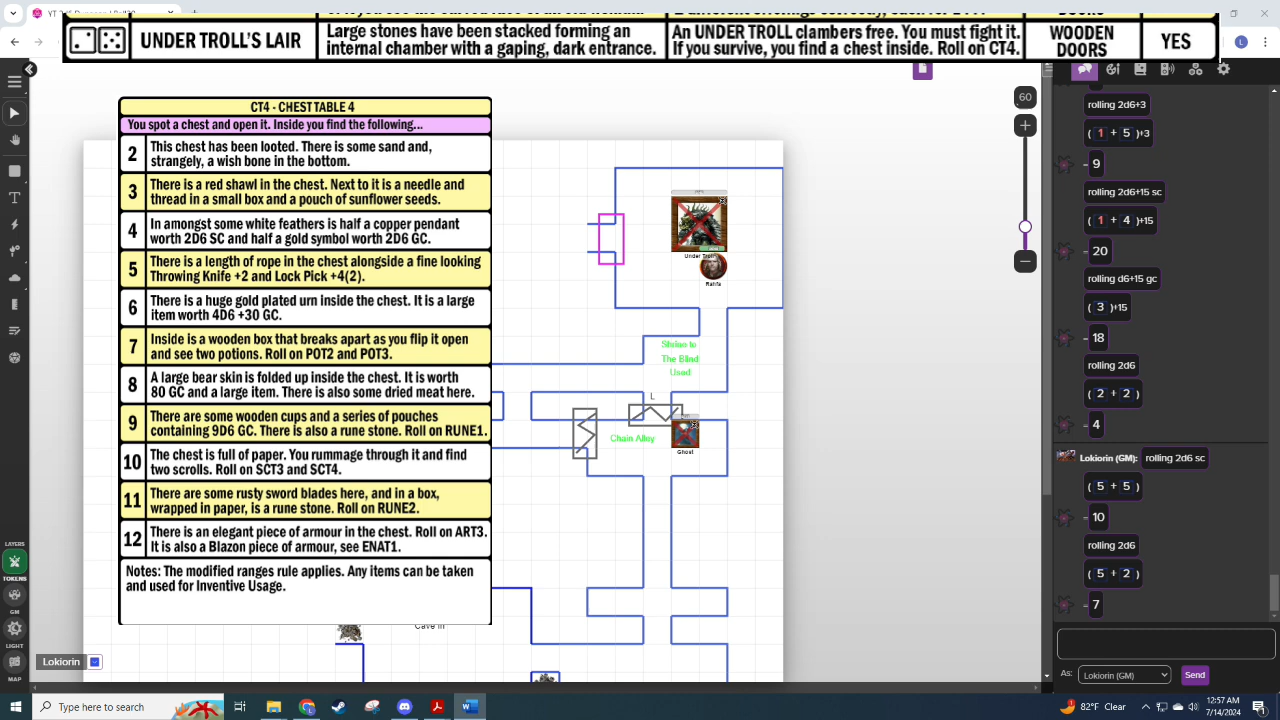 UNDER TROLL'S LAIR
Large stones have been stacked forming an
internal chamber with a gaping, dark entrance.
An UNDER TROLL clambers free. You must fight it.
If you survive, you find a chest inside. Roll on CT4.
WOODEN
DOORS
YES
CT4 - CHEST TABLE 4
You spot a chest and open it. Inside you find the following...
2
This chest has been looted. There is some sand and,
strangely, a wish bone in the bottom.
3
There is a red shawl in the chest. Next to it is a needle and
thread in a small box and a pouch of sunflower seeds.
4
In amongst some white feathers is half a copper pendant
worth 2D6 SC and half a gold symbol worth 2D6 GC.
5
There is a length of rope in the chest alongside a fine looking
Throwing Knife +2 and Lock Pick +4(2).
6
There is a huge gold plated urn inside the chest. It is a large
item worth 4D6 +30 GC.
7
Inside is a wooden box that breaks apart as you flip it open
and see two potions. Roll on POT2 and POT3.
8
A large bear skin is folded up inside the chest. It is worth
80 GC and a large item. There is also some dried meat here.
9
There are some wooden cups and a series of pouches
containing 9D6 GC. There is also a rune stone. Roll on RUNE1.
10
The chest is full of paper. You rummage through it and find
two scrolls. Roll on SCT3 and SCT4.
11
There are some rusty sword blades here, and in a box,
wrapped in paper, is a rune stone. Roll on RUNE2.
12
There is an elegant piece of armour in the chest. Roll on ART3.
It is also a Blazon piece of armour, see ENAT1.
Notes: The modified ranges rule applies. Any items can be taken
and used for Inventive Usage.
Under Troll
Rahfa
Shrine to
The Blind
Used
L
Chain Alley
Ghost
Cave in
60
rolling 2d6+3
( 1 + 5 )+3
= 9
rolling 2d6+15 sc
( 1 + 4 )+15
= 20
rolling d6+15 gc
( 3 )+15
= 18
rolling 2d6
( 2 + 2 )
= 4
Lokiorin (GM): rolling 2d6 sc
( 5 + 5 )
= 10
rolling 2d6
( 5 + 2 )
= 7
As: Lokiorin (GM)
Send
LAYERS
TOKENS
GM
LIGHT
MAP
Lokiorin
Type here to search
12:57 AM
7/14/2024